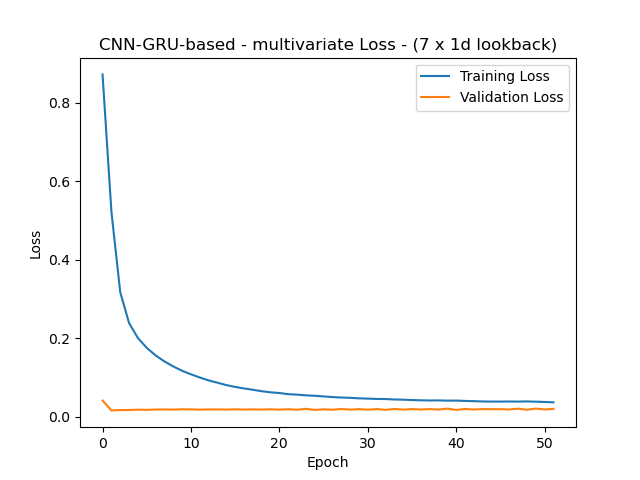 CNN-GRU-based - multivariate Loss - (7 x 1d lookback)
Training Loss
Validation Loss
0.8
0.6
0.4
0.2
0.0
Loss
0 10 20 30 40 50
Epoch